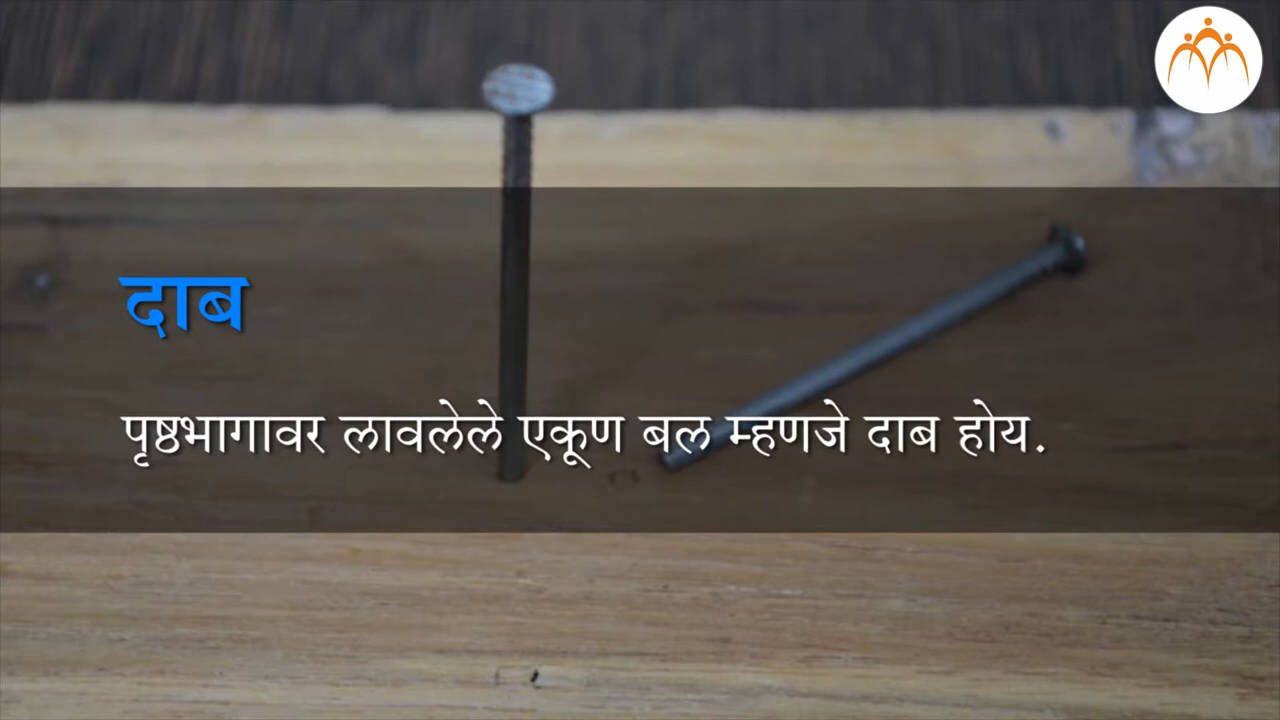 दाब
पृष्ठभागावर लावलेले एकूण बल म्हणजे दाब होय.